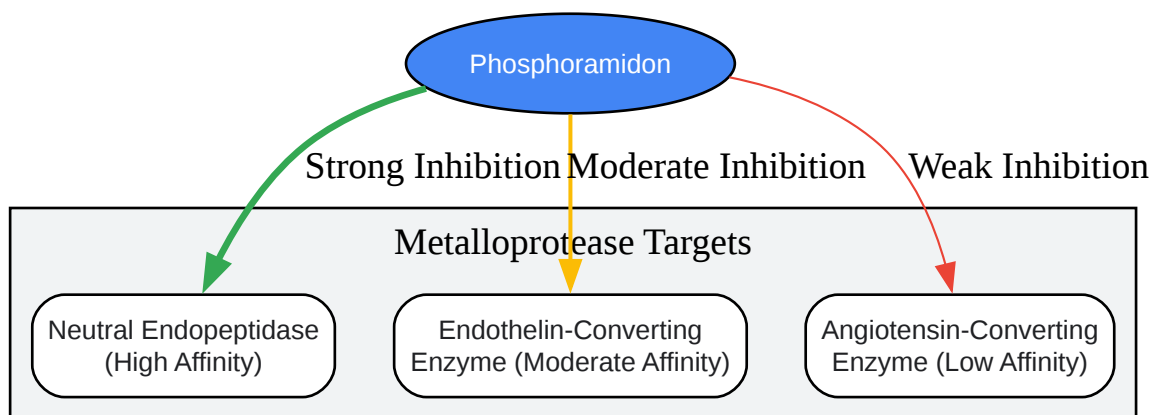 Phosphoramidon
Strong Inhibition Moderate Inhibition Weak Inhibition
Metalloprotease Targets
Neutral Endopeptidase
(High Affinity)
Endothelin-Converting
Enzyme (Moderate Affinity)
Angiotensin-Converting
Enzyme (Low Affinity)